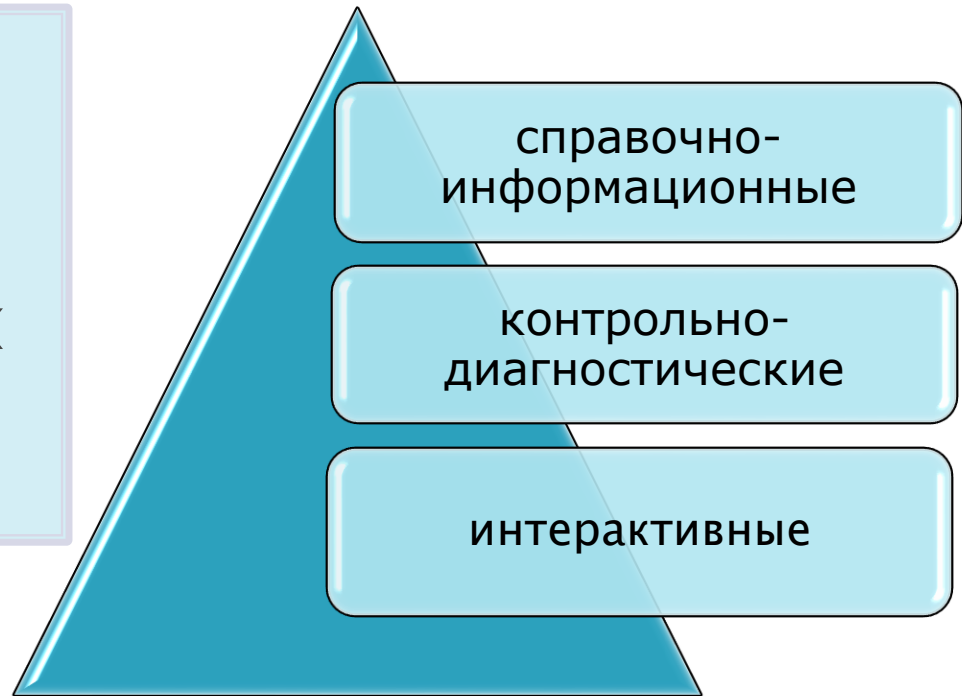 справочно-
информационные
контрольно-
диагностические
интерактивные